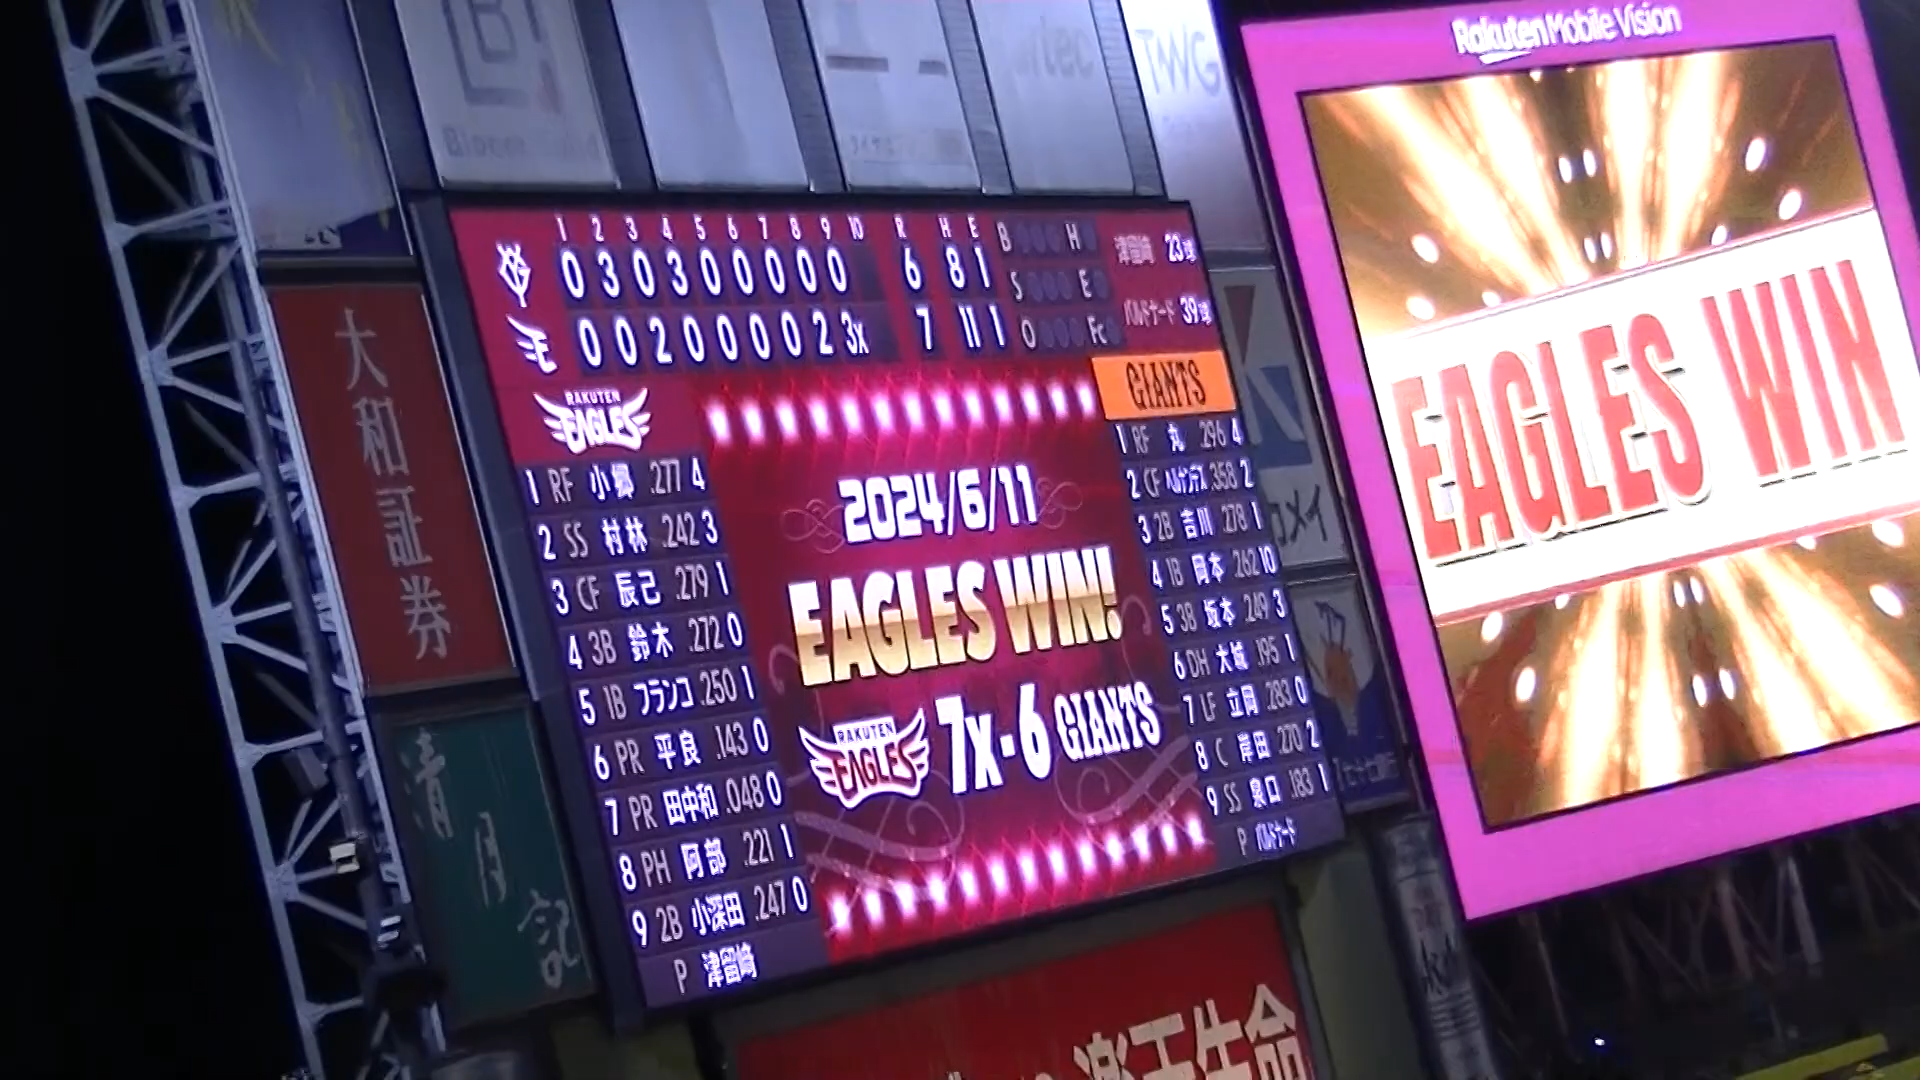 Rakuten Mobile Vision
TWG
EAGLES WIN
大和証券
清月記
1 2 3 4 5 6 7 8 9 10 R H E
0 3 0 3 0 0 0 0 0 6 8 1
0 0 2 0 0 0 0 2 3x 7 11 1
B H
S E
O Fc
津留﨑 23球
バルドナード 39球
RAKUTEN EAGLES
1 RF 小郷 .277 4
2 SS 村林 .242 3
3 CF 辰己 .279 1
4 3B 鈴木 .272 0
5 1B フランコ .250 1
6 PR 平良 .143 0
7 PR 田中和 .048 0
8 PH 阿部 .221 1
9 2B 小深田 .247 0
P 津留﨑
2024/6/11
EAGLES WIN!
RAKUTEN EAGLES 7x-6 GIANTS
GIANTS
1 RF 丸 .296 4
2 CF ヘルナンデス .358 2
3 2B 吉川 .278 1
4 1B 岡本 .262 10
5 3B 坂本 .249 3
6 DH 大城 .195 1
7 LF 立岡 .283 0
8 C 岸田 .270 2
9 SS 泉口 .183 1
P バルドナード
楽天生命